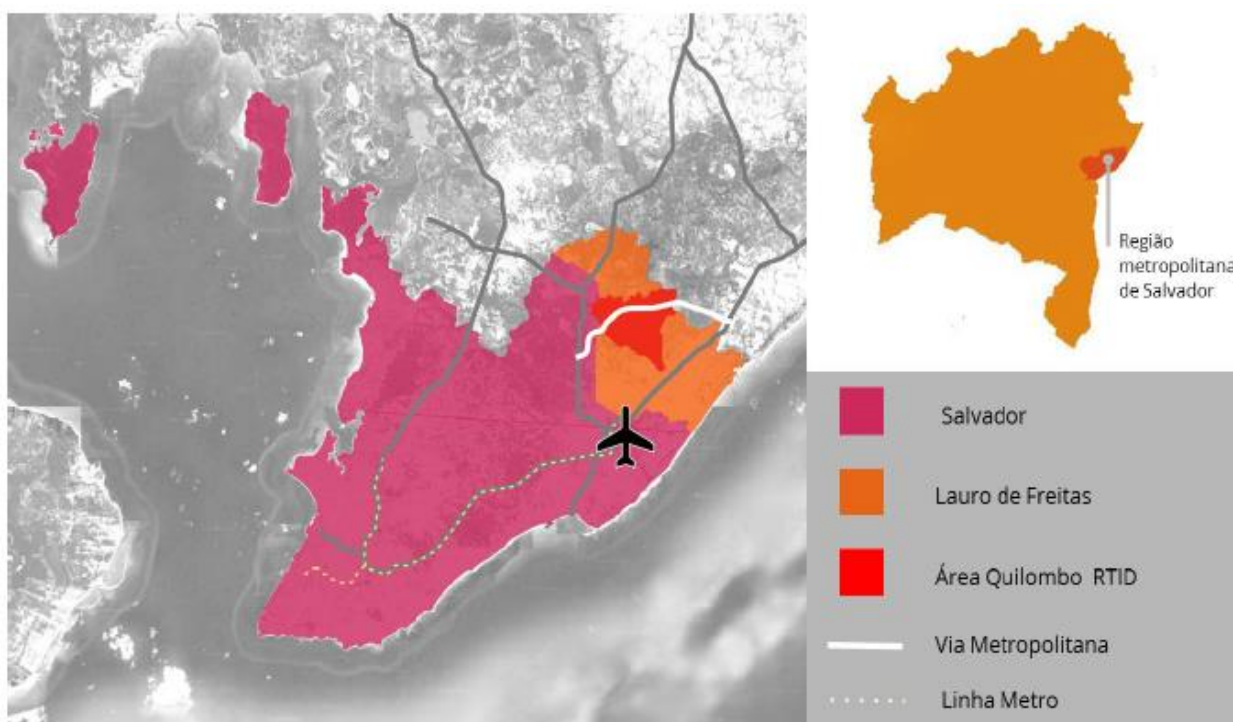 Região
metropolitana
de Salvador
Salvador
Lauro de Freitas
Área Quilombo RTID
Via Metropolitana
Linha Metro